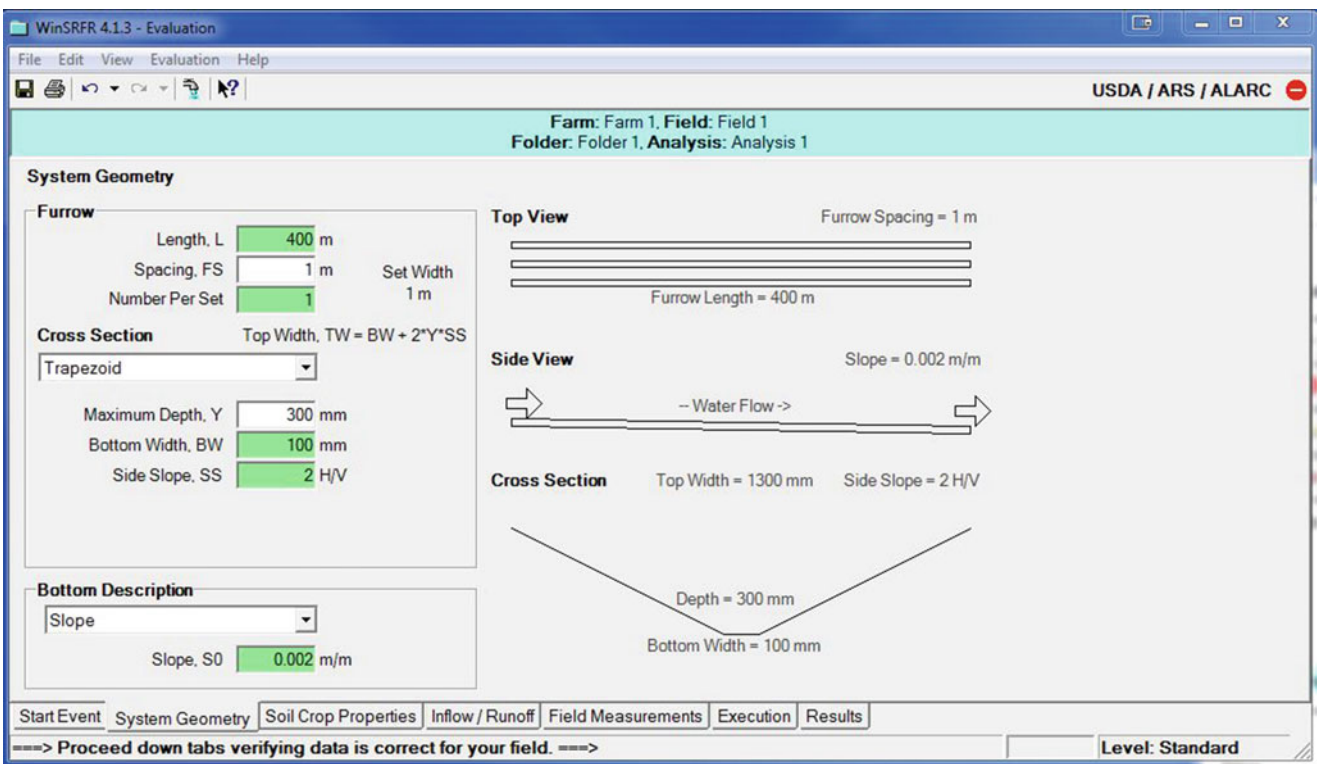 WinSRFR 4.1.3 - Evaluation
File Edit View Evaluation Help
USDA / ARS / ALARC
Farm: Farm 1, Field: Field 1
Folder: Folder 1, Analysis: Analysis 1
System Geometry
Furrow
Length, L 400 m
Spacing, FS 1 m
Set Width
Number Per Set 1
1 m
Cross Section Top Width, TW = BW + 2*Y*SS
Trapezoid
Maximum Depth, Y 300 mm
Bottom Width, BW 100 mm
Side Slope, SS 2 H/V
Bottom Description
Slope
Slope, S0 0.002 m/m
Top View Furrow Spacing = 1 m
Furrow Length = 400 m
Side View Slope = 0.002 m/m
-- Water Flow ->
Cross Section Top Width = 1300 mm Side Slope = 2 H/V
Depth = 300 mm
Bottom Width = 100 mm
Start Event System Geometry Soil Crop Properties Inflow / Runoff Field Measurements Execution Results
===> Proceed down tabs verifying data is correct for your field. ===> Level: Standard